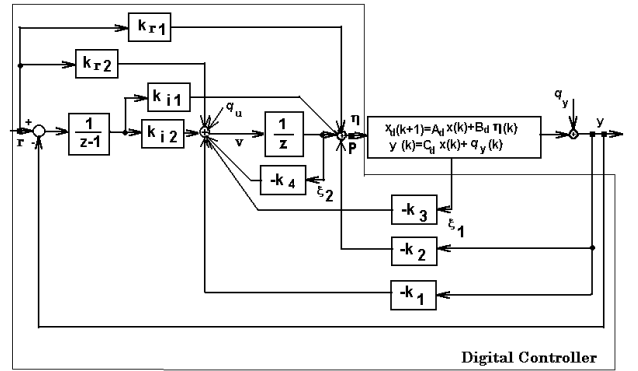 k r1
k r2
k i1
q u
q y
r
+
-
1
z-1
k i2
v
1
z
η
P
x d (k+1)=A d x(k)+B d η(k)
y (k)=C d x(k)+ q y (k)
y
-k 4
ξ 2
-k 3
ξ 1
-k 2
-k 1
Digital Controller